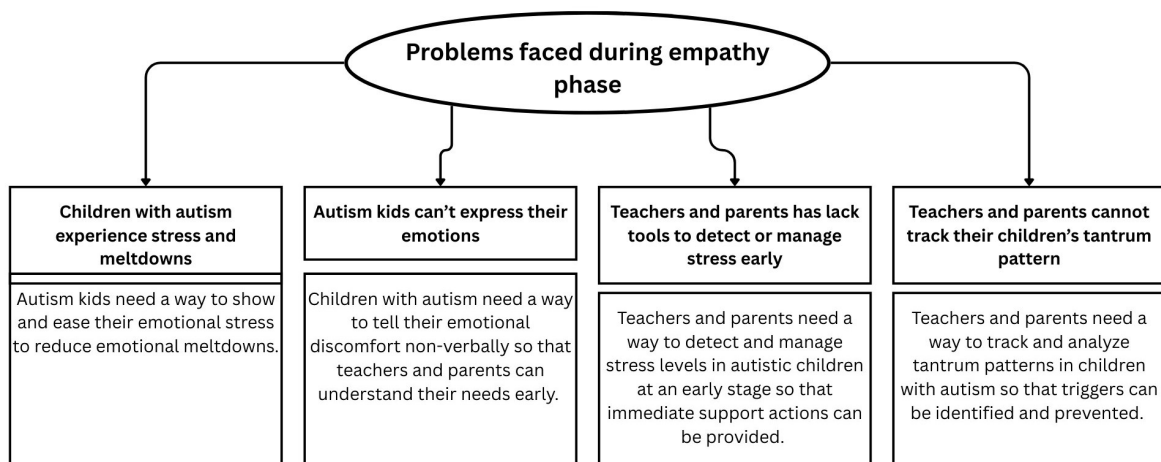 Problems faced during empathy
phase
Children with autism
experience stress and
meltdowns
Autism kids need a way to show
and ease their emotional stress
to reduce emotional meltdowns.
Autism kids can’t express their
emotions
Children with autism need a way
to tell their emotional
discomfort non-verbally so that
teachers and parents can
understand their needs early.
Teachers and parents has lack
tools to detect or manage
stress early
Teachers and parents need a
way to detect and manage
stress levels in autistic children
at an early stage so that
immediate support actions can
be provided.
Teachers and parents cannot
track their children’s tantrum
pattern
Teachers and parents need a
way to track and analyze
tantrum patterns in children
with autism so that triggers can
be identified and prevented.